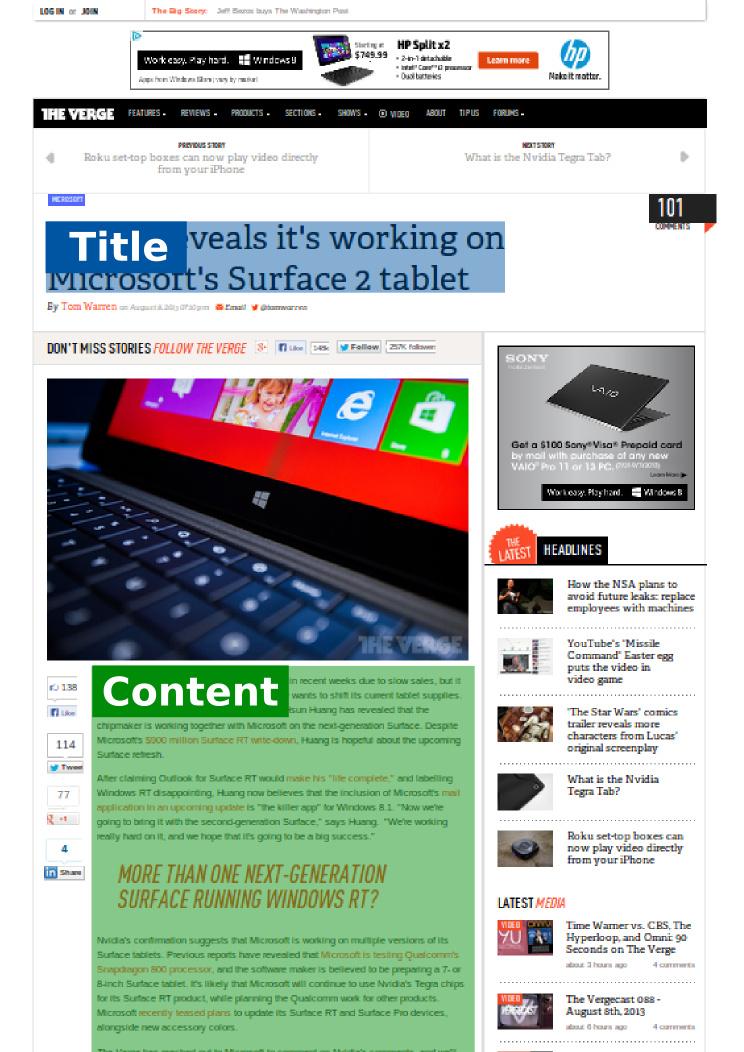 LOG IN or JOIN
The Big Story: Jeff Bezos buys The Washington Post
Work easy. Play hard. Windows 8
Apps from Windows Store; vary by market
Starting at
$749.99
HP Split x2
• 2-in-1 detachable
• Intel® Core™ i3 processor
• Dual batteries
Learn more
hp
Make it matter.
THE VERGE
FEATURES
REVIEWS
PRODUCTS
SECTIONS
SHOWS
VIDEO
ABOUT
TIP US
FORUMS
PREVIOUS STORY
Roku set-top boxes can now play video directly
from your iPhone
NEXT STORY
What is the Nvidia Tegra Tab?
MICROSOFT
101
COMMENTS
Title
eveals it's working on
Microsoft's Surface 2 tablet
By Tom Warren on August 8, 2013 07:10 pm Email @tomwarren
DON'T MISS STORIES FOLLOW THE VERGE
Like
148k
Follow
257K followers
Internet Explorer
Store
THE VERGE
138
Like
114
Tweet
77
+1
4
Share
Content
in recent weeks due to slow sales, but it
wants to shift its current tablet supplies.
Huang has revealed that the
chipmaker is working together with Microsoft on the next-generation Surface. Despite
Microsoft's $900 million Surface RT write-down, Huang is hopeful about the upcoming
Surface refresh.
After claiming Outlook for Surface RT would make his "life complete," and labelling
Windows RT disappointing, Huang now believes that the inclusion of Microsoft's mail
application in an upcoming update is "the killer app" for Windows 8.1. "Now we're
going to bring it with the second-generation Surface," says Huang. "We're working
really hard on it, and we hope that it's going to be a big success."
MORE THAN ONE NEXT-GENERATION
SURFACE RUNNING WINDOWS RT?
Nvidia's confirmation suggests that Microsoft is working on multiple versions of its
Surface tablets. Previous reports have revealed that Microsoft is testing Qualcomm's
Snapdragon 800 processor, and the software maker is believed to be preparing a 7- or
8-inch Surface tablet. It's likely that Microsoft will continue to use Nvidia's Tegra chips
for its Surface RT product, while planning the Qualcomm work for other products.
Microsoft recently teased plans to update its Surface RT and Surface Pro devices,
alongside new accessory colors.
SONY
VAIO
Get a $100 Sony® Visa® Prepaid card
by mail with purchase of any new
VAIO® Pro 11 or 13 PC.
Learn More
Work easy. Play hard. Windows 8
THE
LATEST
HEADLINES
How the NSA plans to
avoid future leaks: replace
employees with machines
YouTube's 'Missile
Command' Easter egg
puts the video in
video game
'The Star Wars' comics
trailer reveals more
characters from Lucas'
original screenplay
What is the Nvidia
Tegra Tab?
Roku set-top boxes can
now play video directly
from your iPhone
LATEST MEDIA
VIDEO
Time Warner vs. CBS, The
Hyperloop, and Omni: 90
Seconds on The Verge
about 3 hours ago 4 comments
VIDEO
VERGECAST
The Vergecast 088 -
August 8th, 2013
about 6 hours ago 4 comments